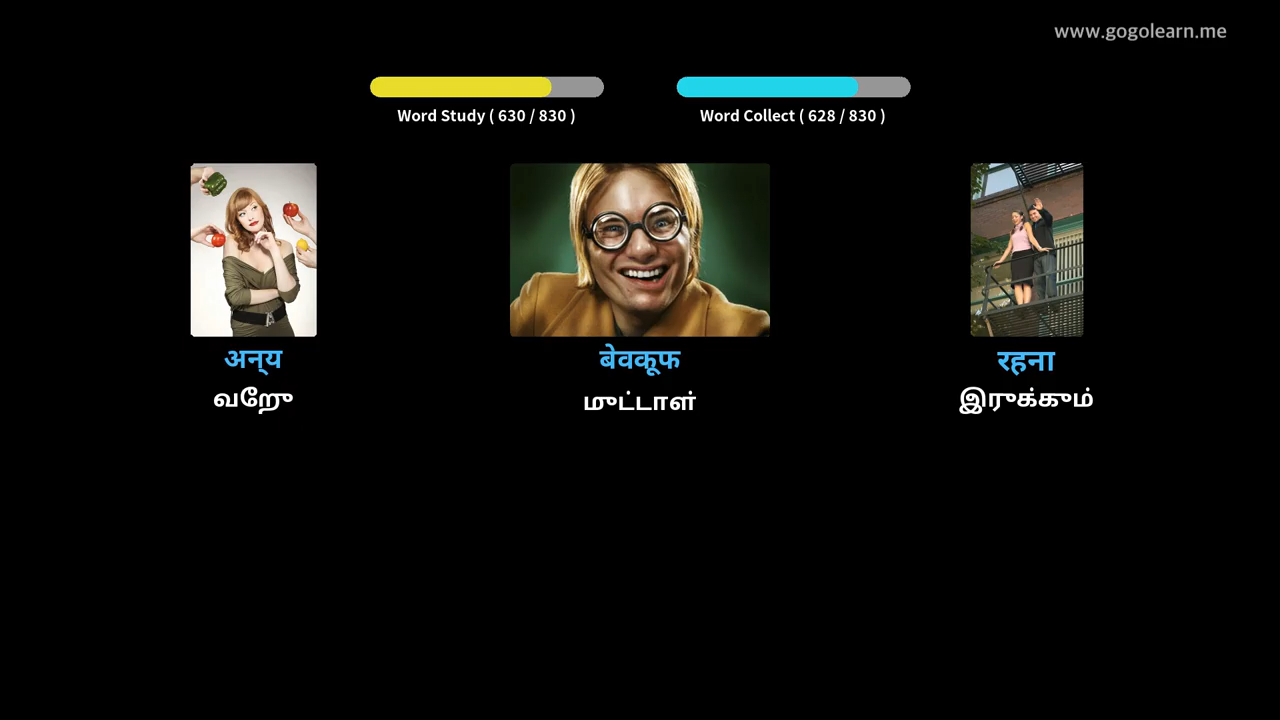 www.gogolearn.me
Word Study ( 630 / 830 )
Word Collect ( 628 / 830 )
अन्य
बेवकूफ
रहना
வேறு
முட்டாள்
இருக்கும்